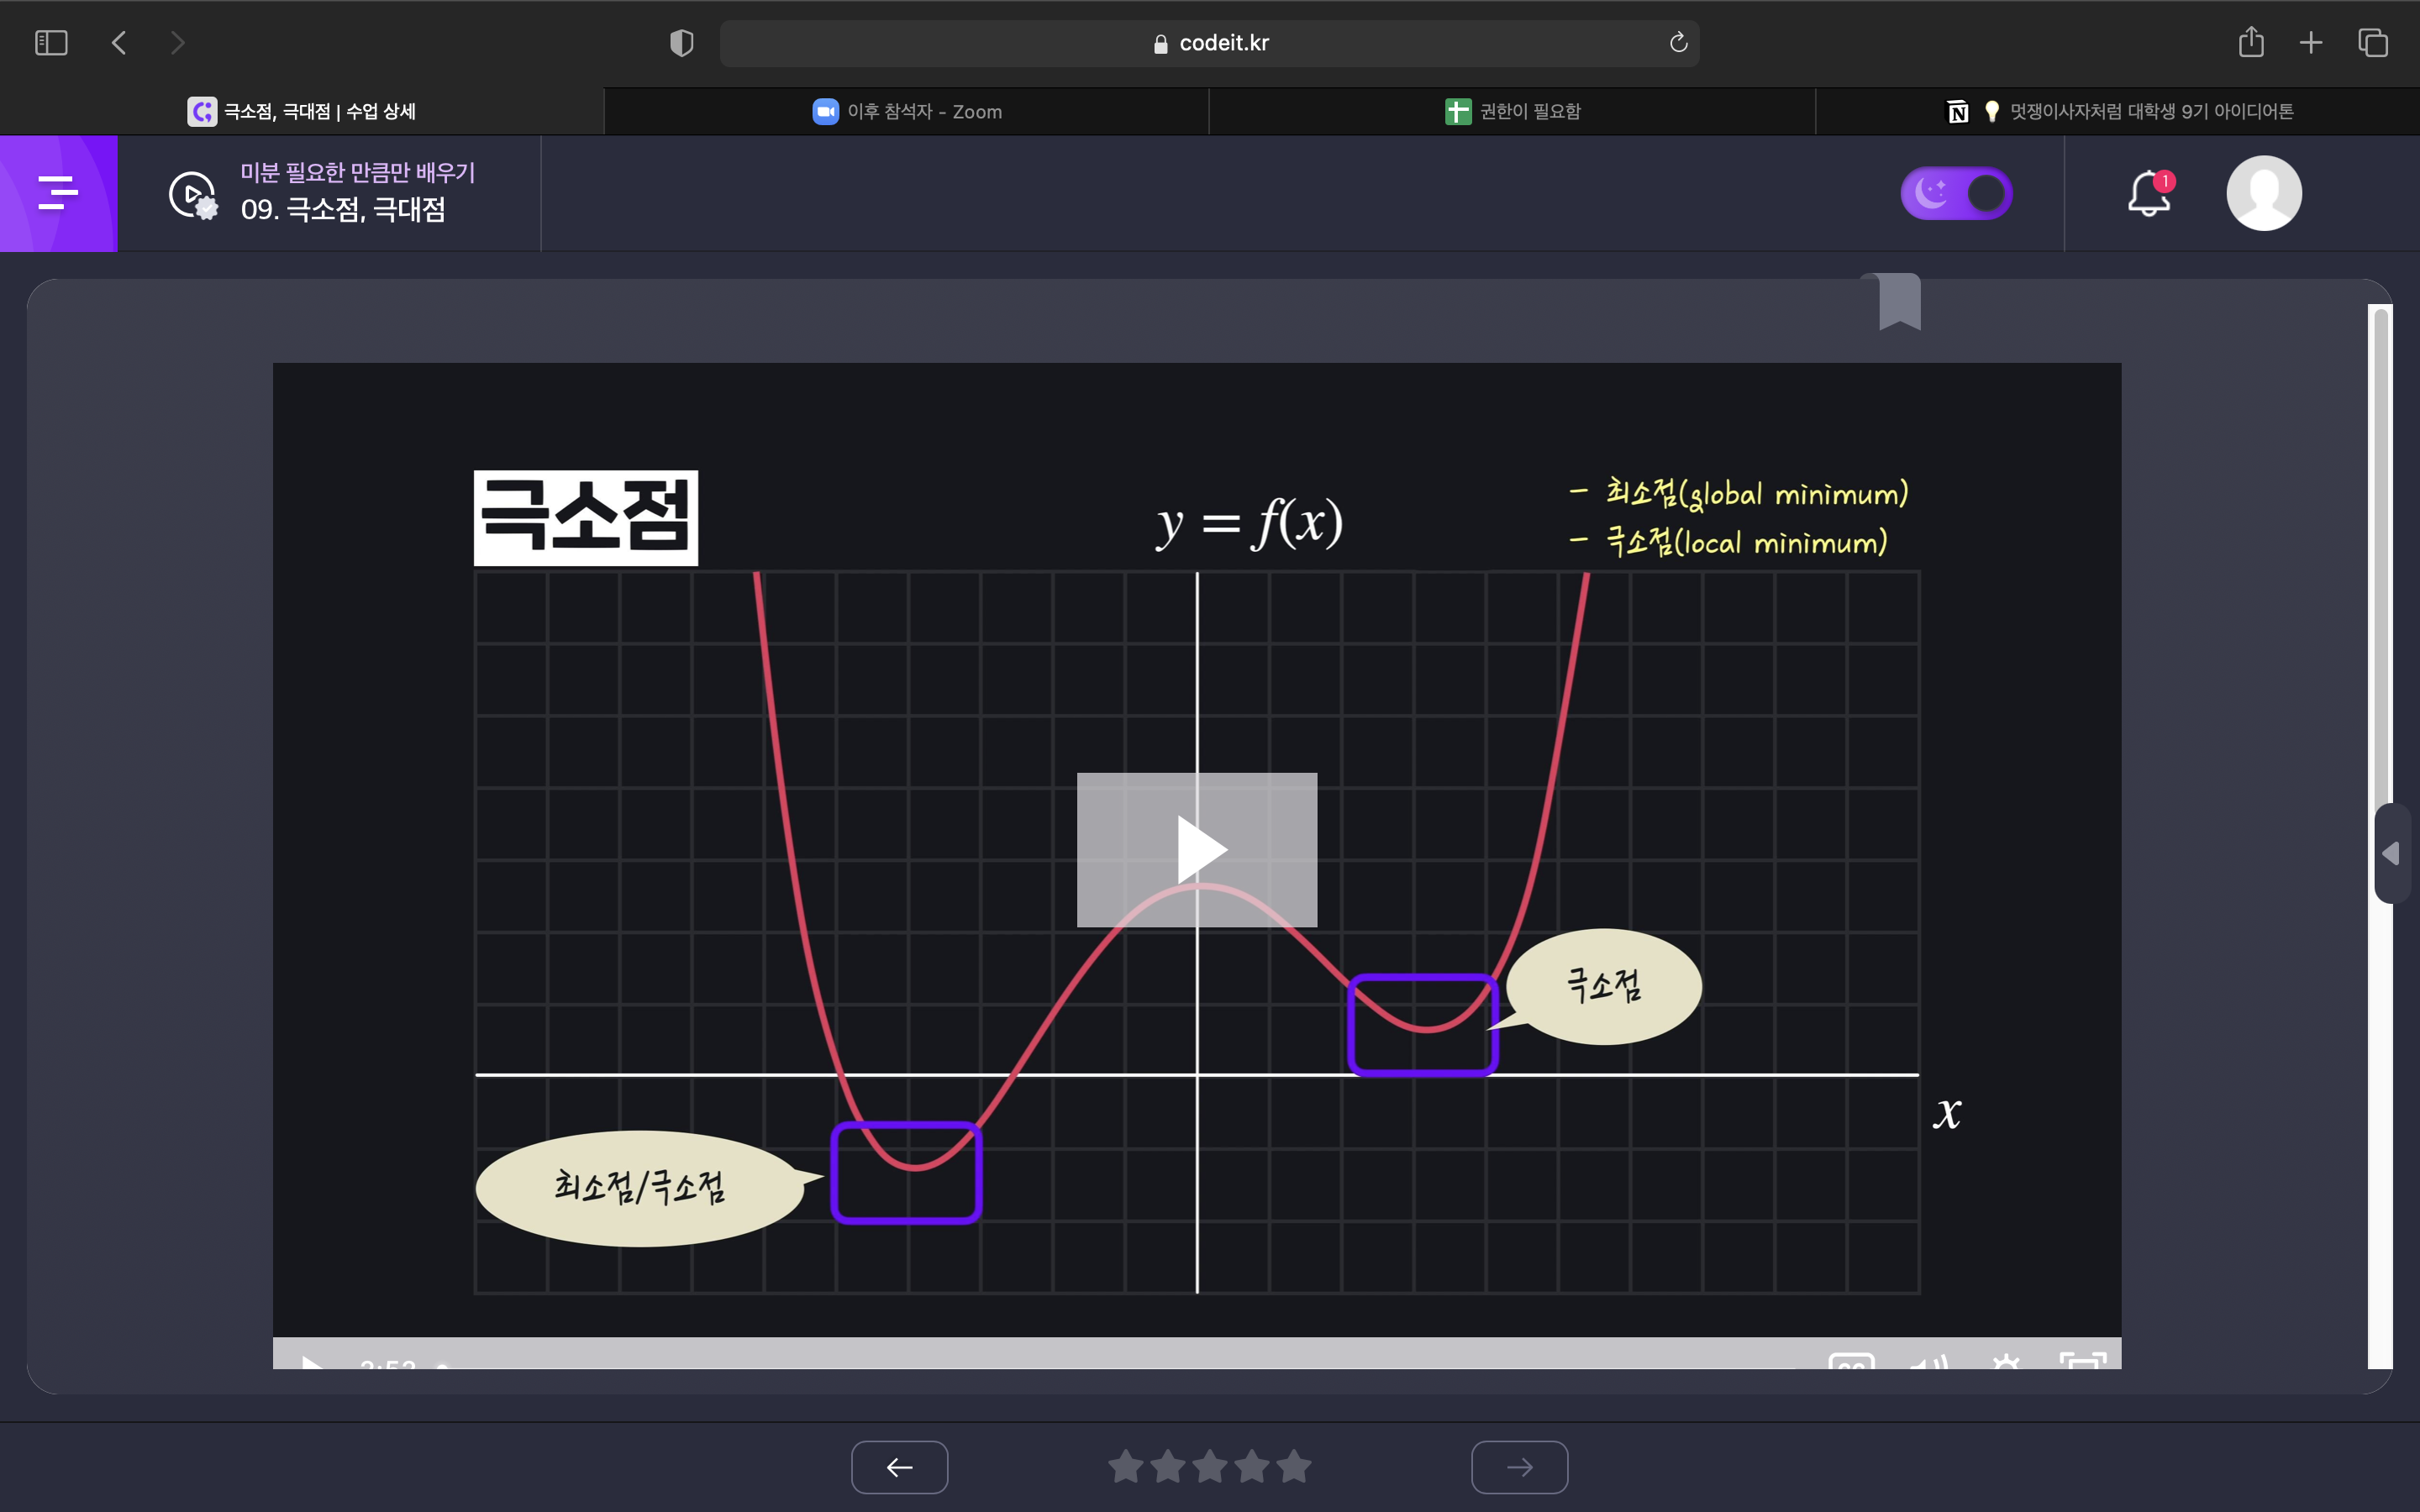 codeit.kr
극소점, 극대점 | 수업 상세
이후 참석자 - Zoom
권한이 필요함
멋쟁이사자처럼 대학생 9기 아이디어톤
미분 필요한 만큼만 배우기
09. 극소점, 극대점
1
극소점
y = f(x)
- 최소점(global minimum)
- 극소점(local minimum)
극소점
x
최소점/극소점